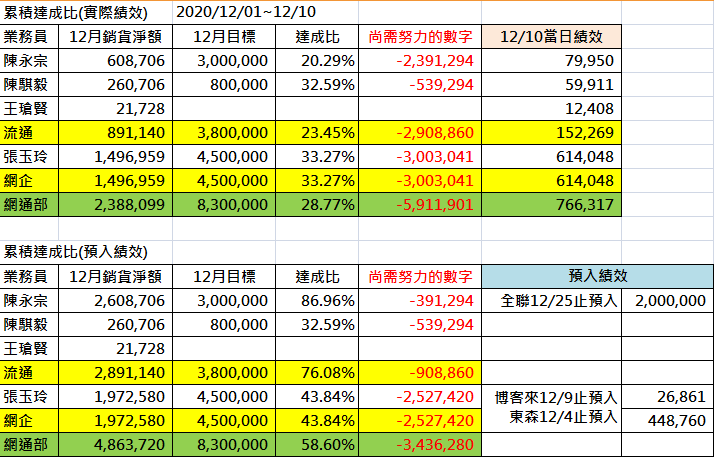 累積達成比(實際績效) 2020/12/01~12/10
業務員 12月銷貨淨額 12月目標 達成比 尚需努力的數字 12/10當日績效
陳永宗 608,706 3,000,000 20.29% -2,391,294 79,950
陳騏毅 260,706 800,000 32.59% -539,294 59,911
王瑲賢 21,728 12,408
流通 891,140 3,800,000 23.45% -2,908,860 152,269
張玉玲 1,496,959 4,500,000 33.27% -3,003,041 614,048
網企 1,496,959 4,500,000 33.27% -3,003,041 614,048
網通部 2,388,099 8,300,000 28.77% -5,911,901 766,317
累積達成比(預入績效)
業務員 12月銷貨淨額 12月目標 達成比 尚需努力的數字 預入績效
陳永宗 2,608,706 3,000,000 86.96% -391,294 全聯12/25止預入 2,000,000
陳騏毅 260,706 800,000 32.59% -539,294
王瑲賢 21,728
流通 2,891,140 3,800,000 76.08% -908,860
張玉玲 1,972,580 4,500,000 43.84% -2,527,420 博客來12/9止預入 26,861
網企 1,972,580 4,500,000 43.84% -2,527,420 東森12/4止預入 448,760
網通部 4,863,720 8,300,000 58.60% -3,436,280